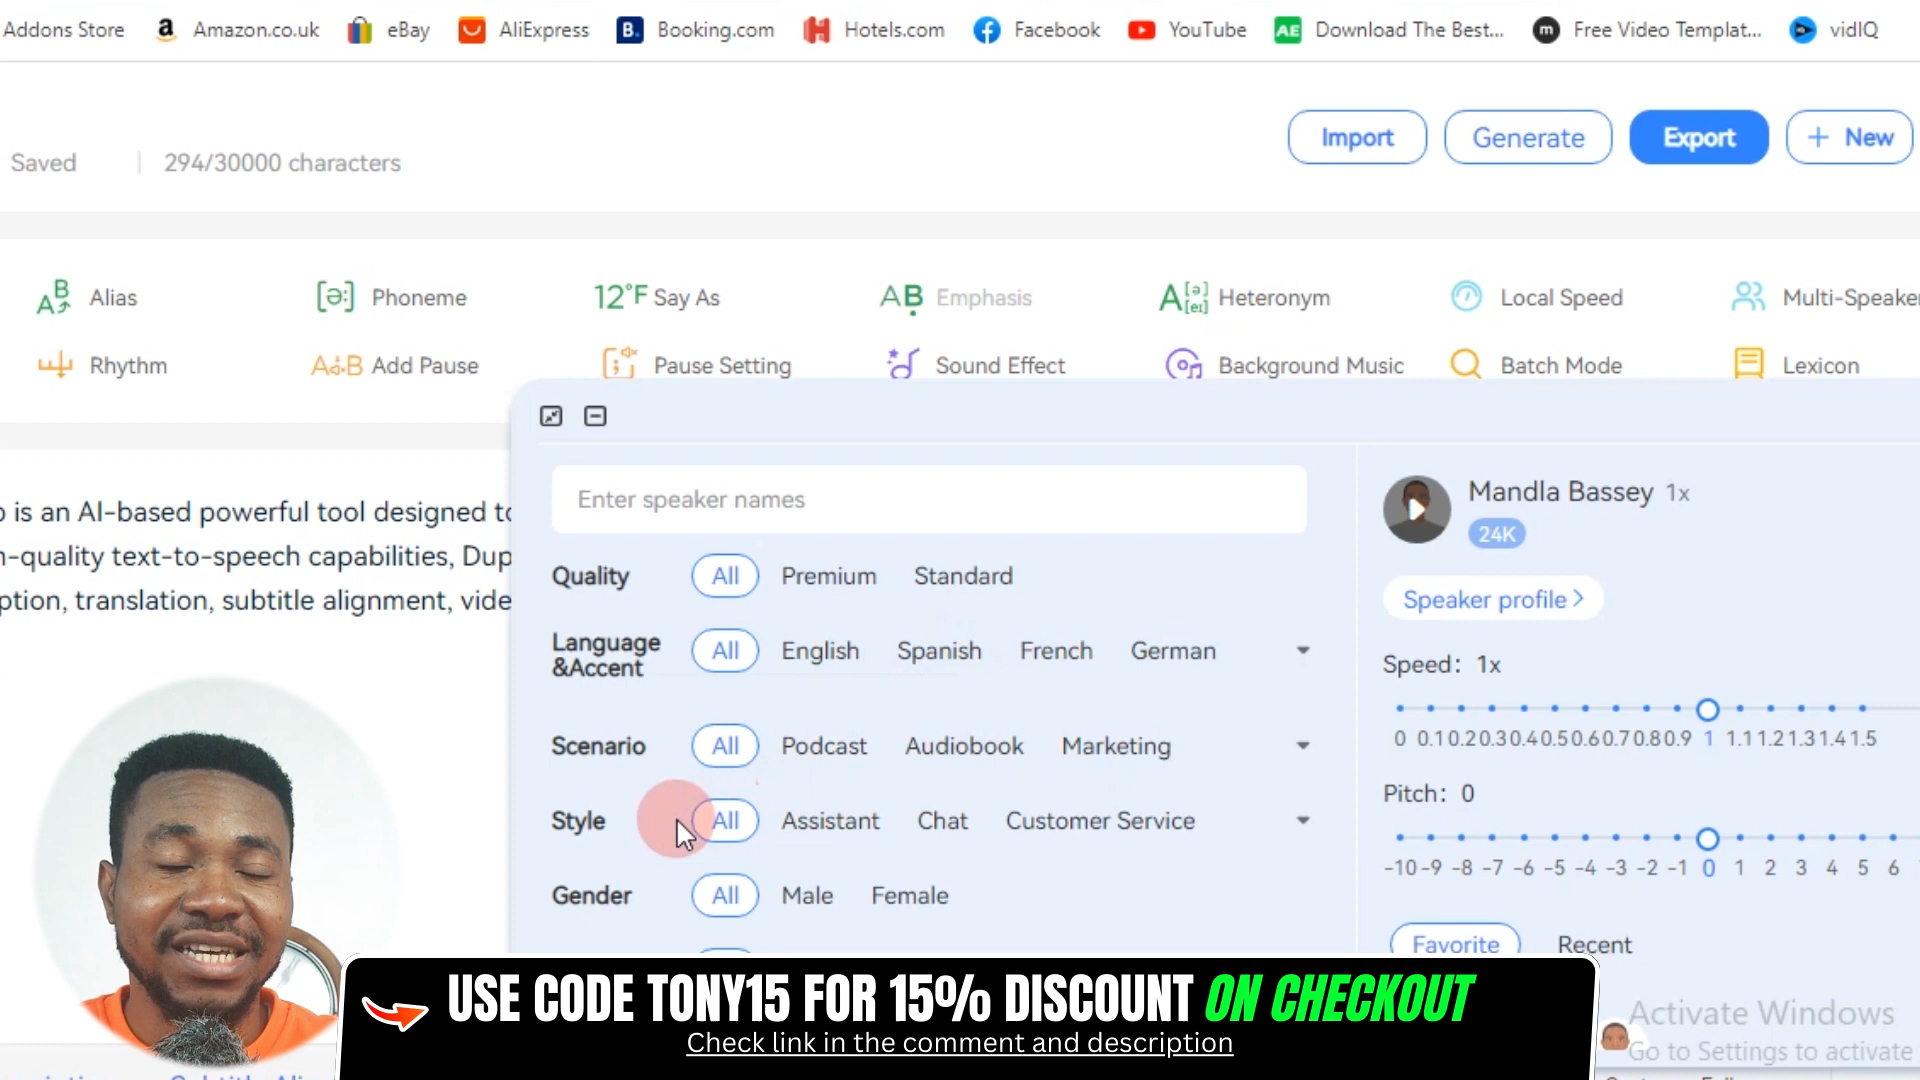 Addons Store Amazon.co.uk eBay AliExpress B. Booking.com Hotels.com Facebook YouTube AE Download The Best... m Free Video Templat... vidIQ
Import Generate Export + New
Saved | 294/30000 characters
Alias Phoneme 12°F Say As Emphasis Heteronym Local Speed Multi-Speaker
Rhythm Add Pause Pause Setting Sound Effect Background Music Batch Mode Lexicon
is an AI-based powerful tool designed to
-quality text-to-speech capabilities, Dup
ption, translation, subtitle alignment, vide
Enter speaker names
Quality All Premium Standard
Language
&Accent All English Spanish French German
Scenario All Podcast Audiobook Marketing
Style All Assistant Chat Customer Service
Gender All Male Female
Mandla Bassey 1x
24K
Speaker profile >
Speed: 1x
0 0.1 0.2 0.3 0.4 0.5 0.6 0.7 0.8 0.9 1 1.1 1.2 1.3 1.4 1.5
Pitch: 0
-10 -9 -8 -7 -6 -5 -4 -3 -2 -1 0 1 2 3 4 5 6
Favorite Recent
USE CODE TONY15 FOR 15% DISCOUNT ON CHECKOUT
Check link in the comment and description
Activate Windows
Go to Settings to activate